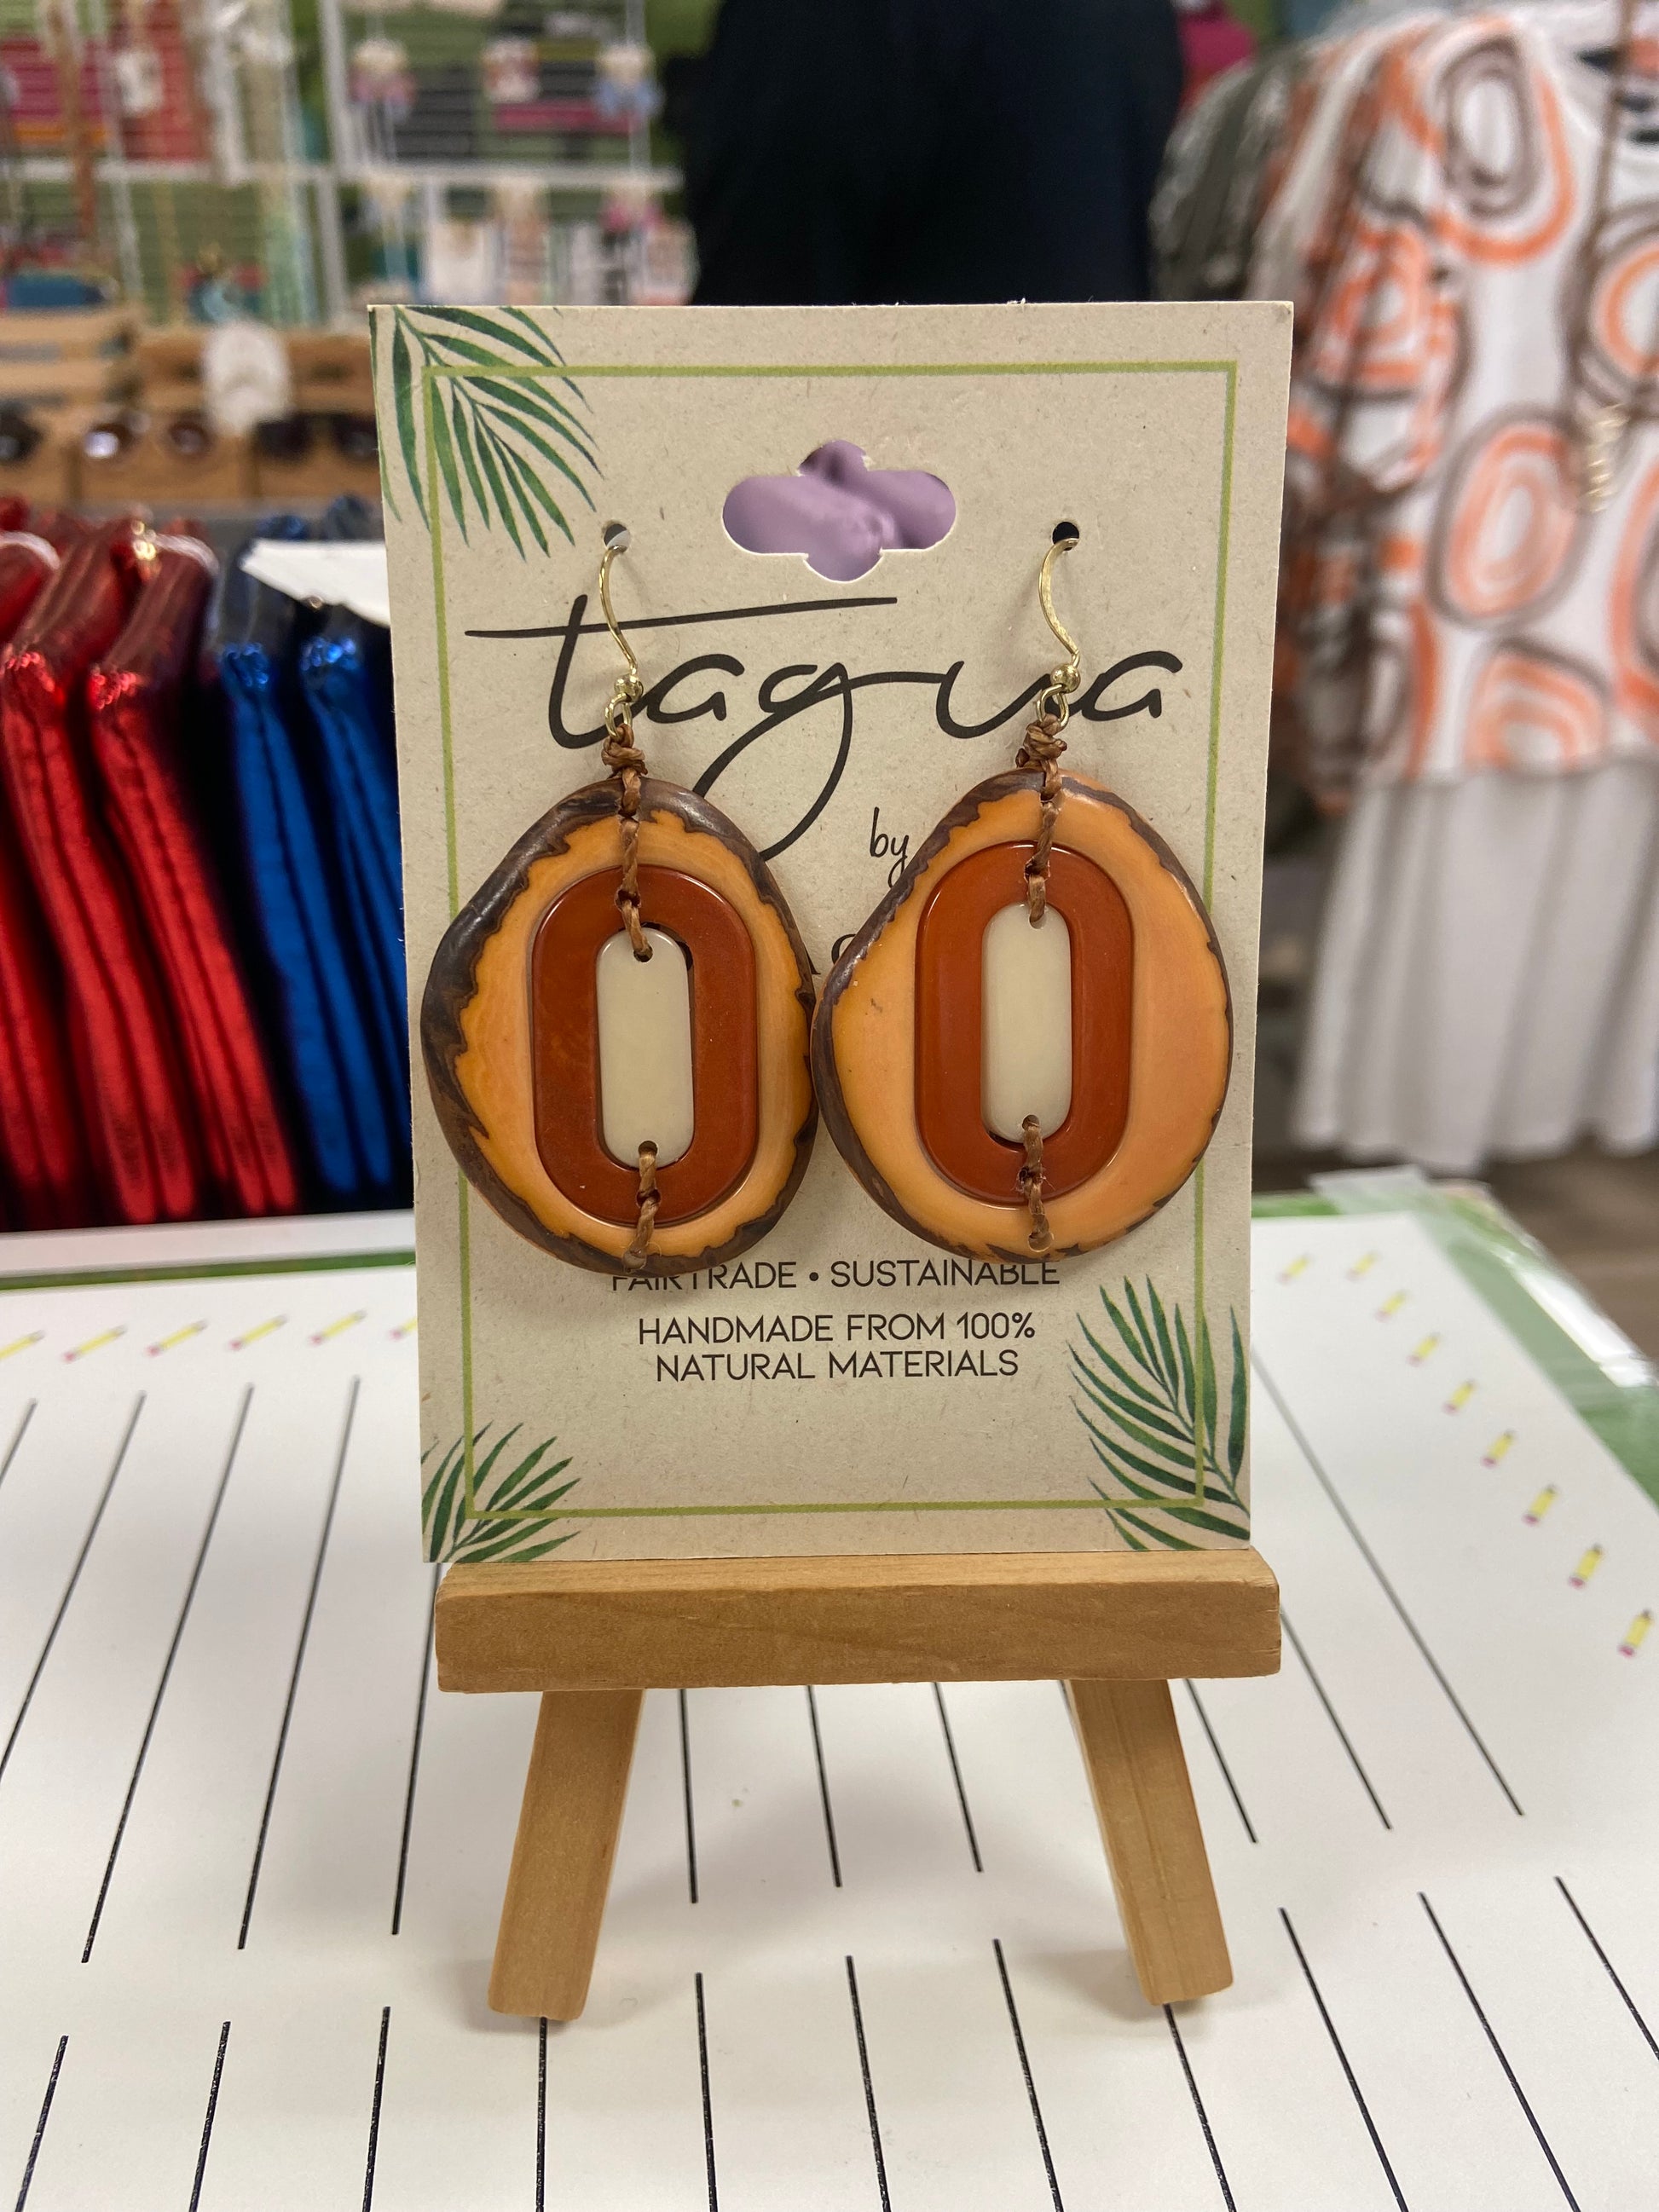 tagua
by
FAIRTRADE • SUSTAINABLE
HANDMADE FROM 100%
NATURAL MATERIALS